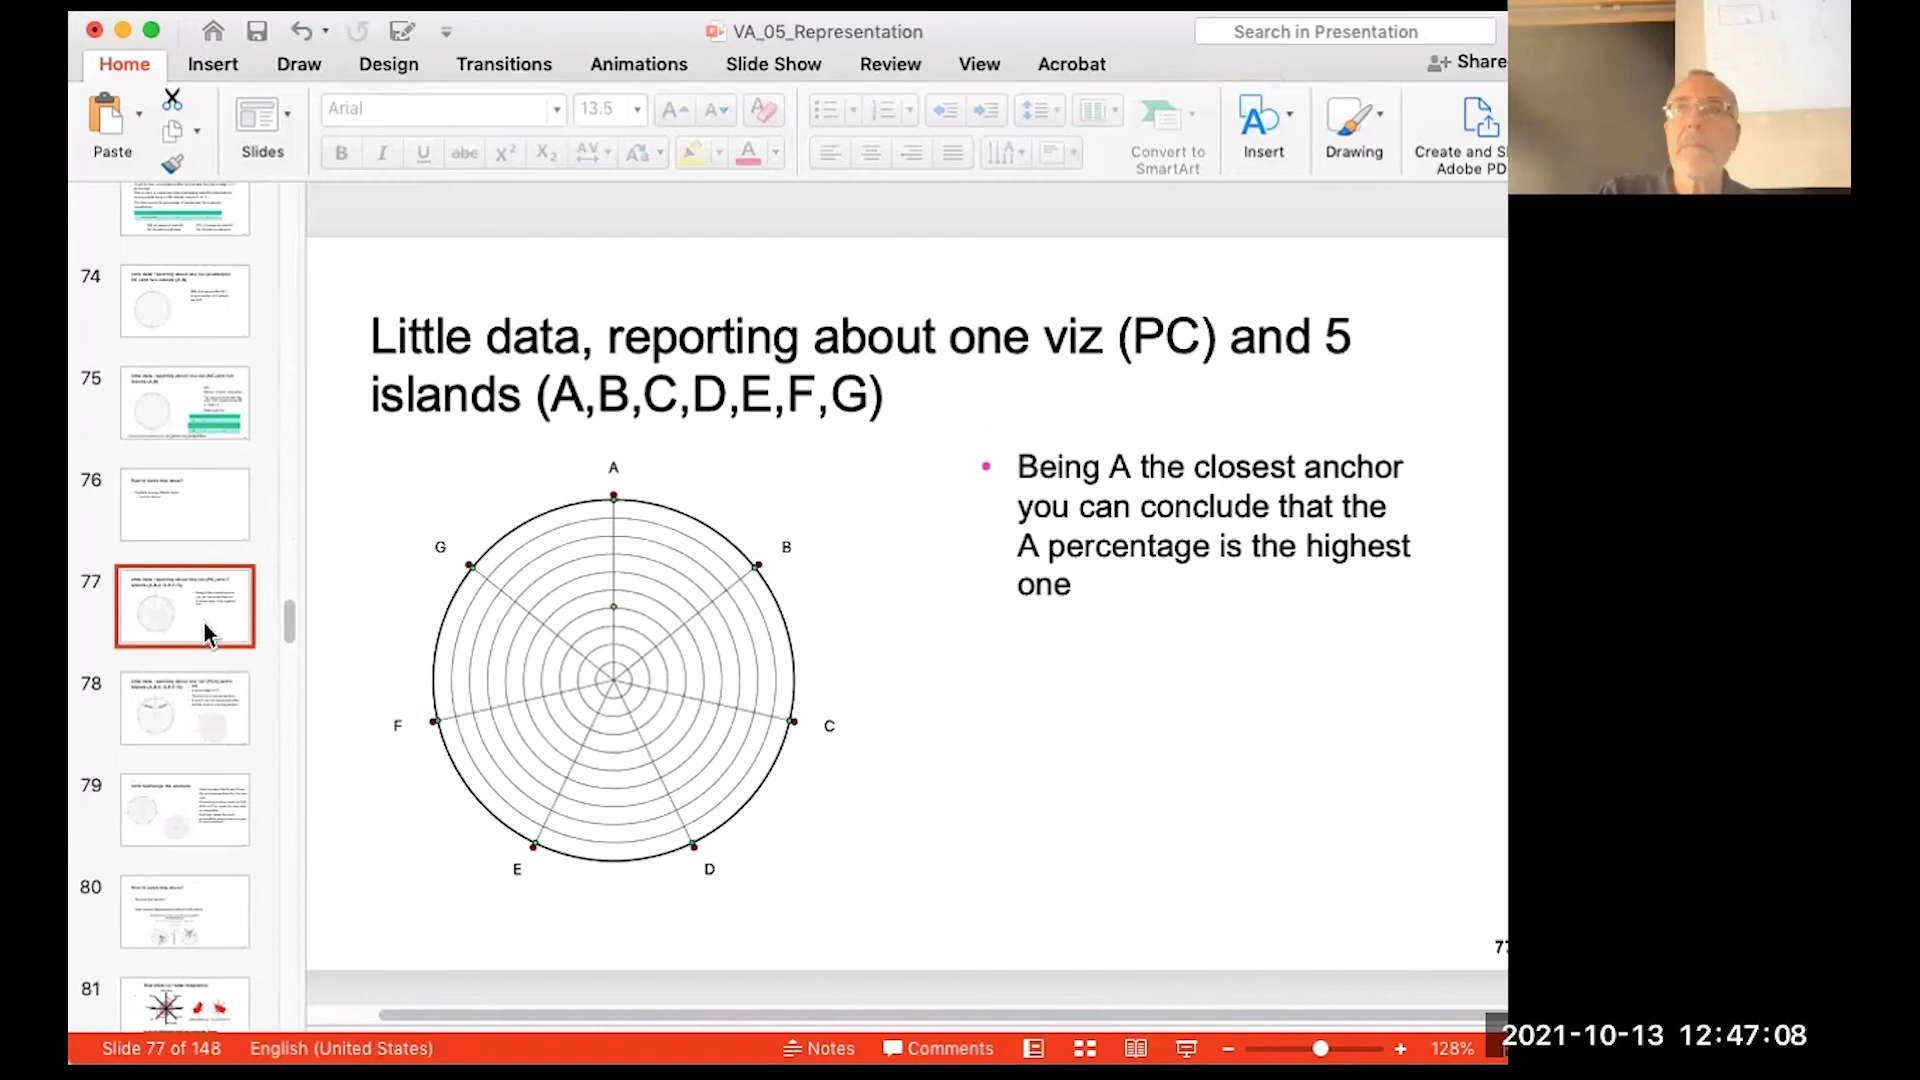 VA_05_Representation
Search in Presentation
Home
Insert
Draw
Design
Transitions
Animations
Slide Show
Review
View
Acrobat
Share
Paste
Slides
Arial
13.5
Convert to
SmartArt
Insert
Drawing
Create and S
Adobe PD
74
75
76
77
78
79
80
81
Little data, reporting about one viz (PC) and 5
islands (A,B,C,D,E,F,G)
A
B
C
D
E
F
G
• Being A the closest anchor
you can conclude that the
A percentage is the highest
one
77
Slide 77 of 148
English (United States)
Notes
Comments
128%
2021-10-13 12:47:08